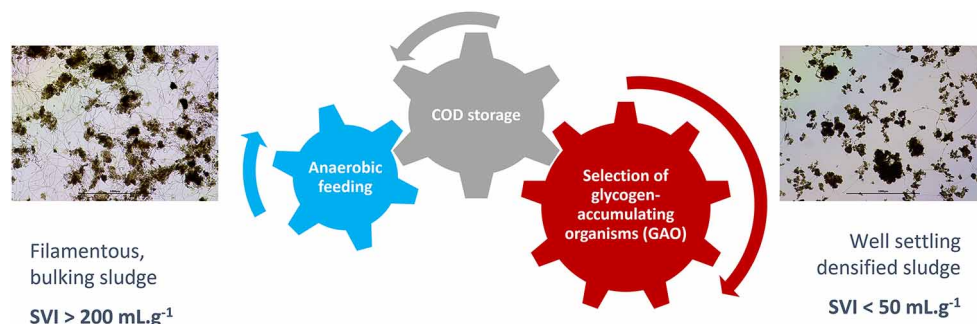 COD storage
Anaerobic
feeding
Selection of
glycogen-
accumulating
organisms (GAO)
Filamentous,
bulking sludge
SVI > 200 mL.g⁻¹
Well settling
densified sludge
SVI < 50 mL.g⁻¹